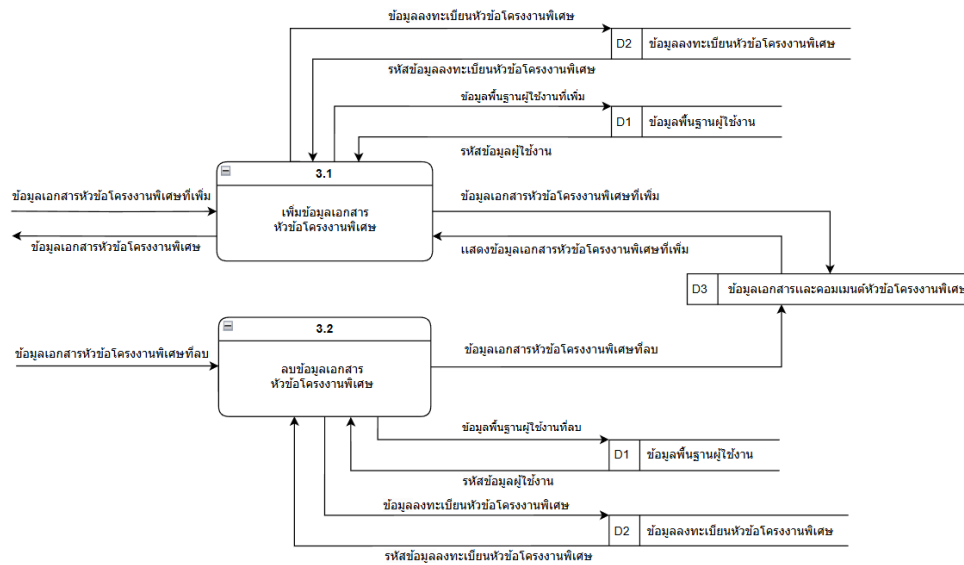 ข้อมูลลงทะเบียนหัวข้อโครงงานพิเศษ
D2 ข้อมูลลงทะเบียนหัวข้อโครงงานพิเศษ
รหัสข้อมูลลงทะเบียนหัวข้อโครงงานพิเศษ
ข้อมูลพื้นฐานผู้ใช้งานที่เพิ่ม
D1 ข้อมูลพื้นฐานผู้ใช้งาน
รหัสข้อมูลผู้ใช้งาน
3.1
ข้อมูลเอกสารหัวข้อโครงงานพิเศษที่เพิ่ม
เพิ่มข้อมูลเอกสาร
หัวข้อโครงงานพิเศษ
ข้อมูลเอกสารหัวข้อโครงงานพิเศษที่เพิ่ม
ข้อมูลเอกสารหัวข้อโครงงานพิเศษ
แสดงข้อมูลเอกสารหัวข้อโครงงานพิเศษที่เพิ่ม
D3 ข้อมูลเอกสารและคอมเมนต์หัวข้อโครงงานพิเศษ
3.2
ข้อมูลเอกสารหัวข้อโครงงานพิเศษที่ลบ
ลบข้อมูลเอกสาร
หัวข้อโครงงานพิเศษ
ข้อมูลเอกสารหัวข้อโครงงานพิเศษที่ลบ
ข้อมูลพื้นฐานผู้ใช้งานที่ลบ
D1 ข้อมูลพื้นฐานผู้ใช้งาน
รหัสข้อมูลผู้ใช้งาน
ข้อมูลลงทะเบียนหัวข้อโครงงานพิเศษ
D2 ข้อมูลลงทะเบียนหัวข้อโครงงานพิเศษ
รหัสข้อมูลลงทะเบียนหัวข้อโครงงานพิเศษ